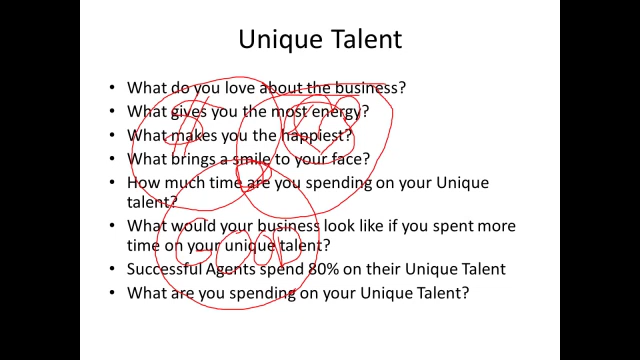 Unique Talent
• What do you love about the business?
• What gives you the most energy?
• What makes you the happiest?
• What brings a smile to your face?
• How much time are you spending on your Unique
talent?
• What would your business look like if you spent more
time on your unique talent?
GOOD
• Successful Agents spend 80% on their Unique Talent
• What are you spending on your Unique Talent?